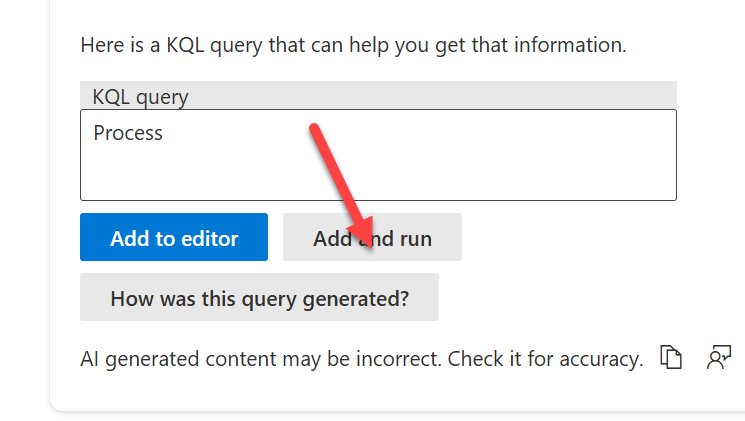 Here is a KQL query that can help you get that information.
KQL query
Process
Add to editor
Add and run
How was this query generated?
AI generated content may be incorrect. Check it for accuracy.